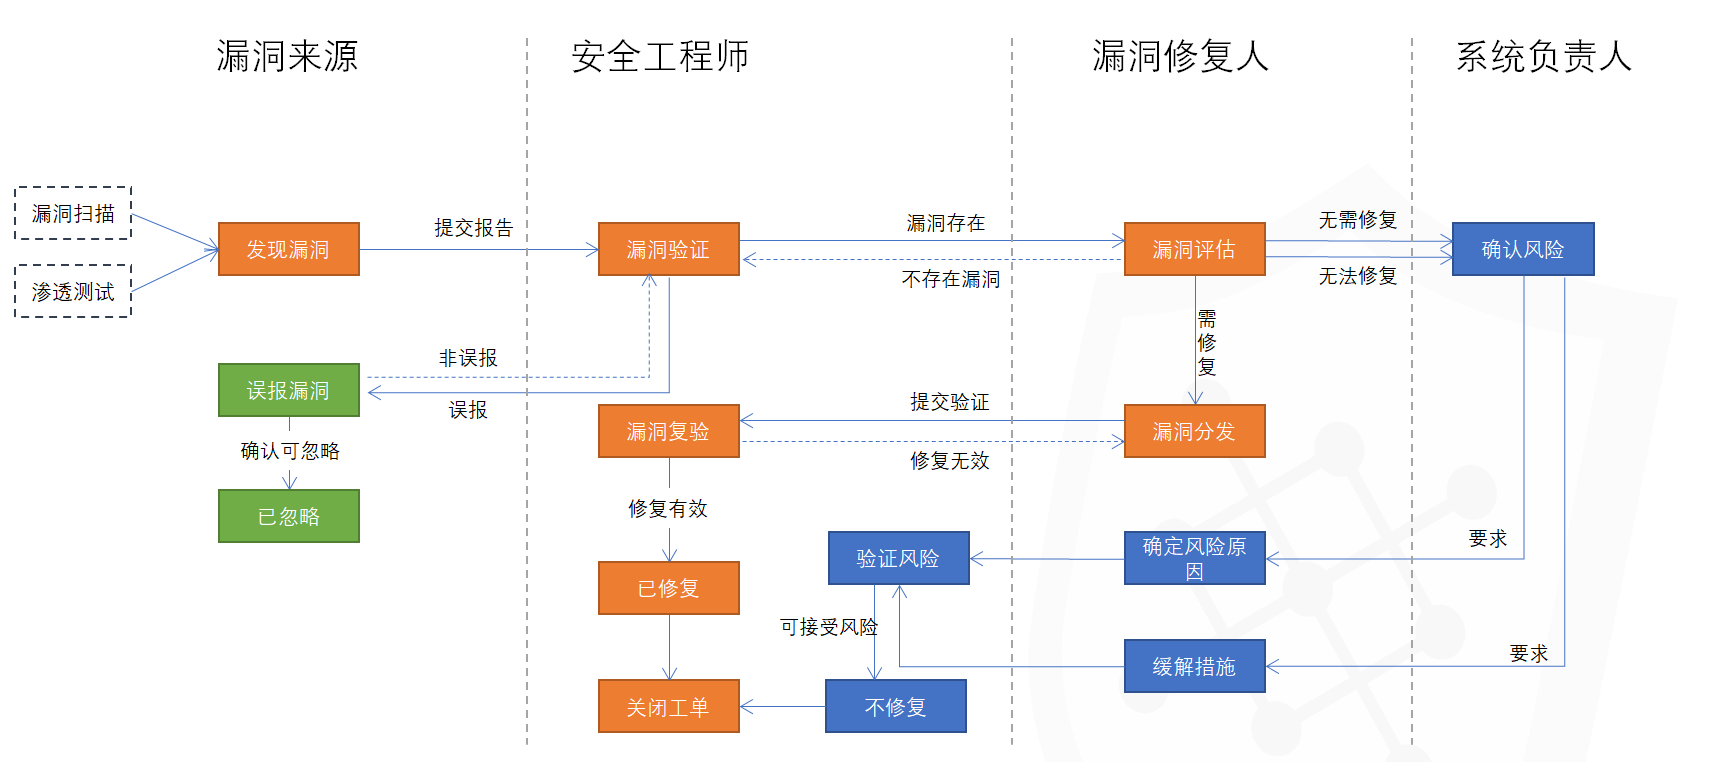 漏洞来源
安全工程师
漏洞修复人
系统负责人
漏洞扫描
渗透测试
发现漏洞
提交报告
漏洞验证
漏洞存在
不存在漏洞
漏洞评估
无需修复
无法修复
确认风险
需
修
复
非误报
误报
误报漏洞
确认可忽略
已忽略
漏洞复验
提交验证
修复无效
漏洞分发
修复有效
已修复
关闭工单
验证风险
可接受风险
不修复
确定风险原
因
要求
缓解措施
要求